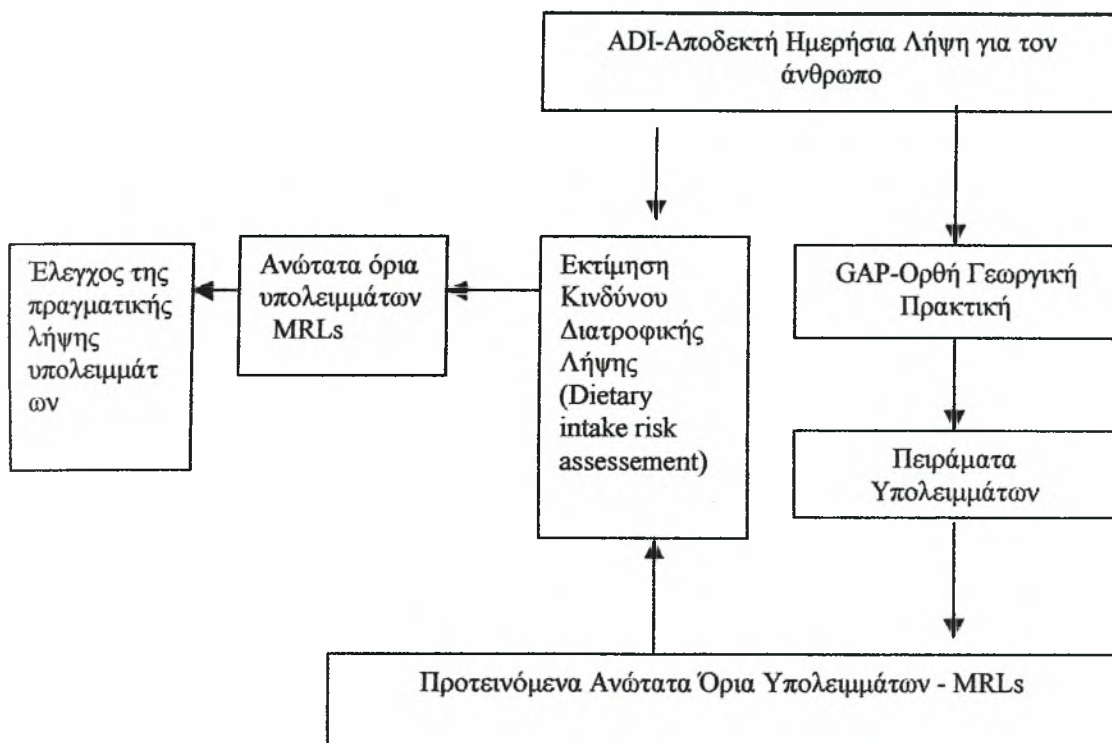 ADI-Αποδεκτή Ημερήσια Λήψη για τον
άνθρωπο
Έλεγχος της
πραγματικής
λήψης
υπολειμμάτ
ων
Ανώτατα όρια
υπολειμμάτων
MRLs
Εκτίμηση
Κινδύνου
Διατροφικής
Λήψης
(Dietary
intake risk
assessement)
GAP-Ορθή Γεωργική
Πρακτική
Πειράματα
Υπολειμμάτων
Προτεινόμενα Ανώτατα Όρια Υπολειμμάτων - MRLs